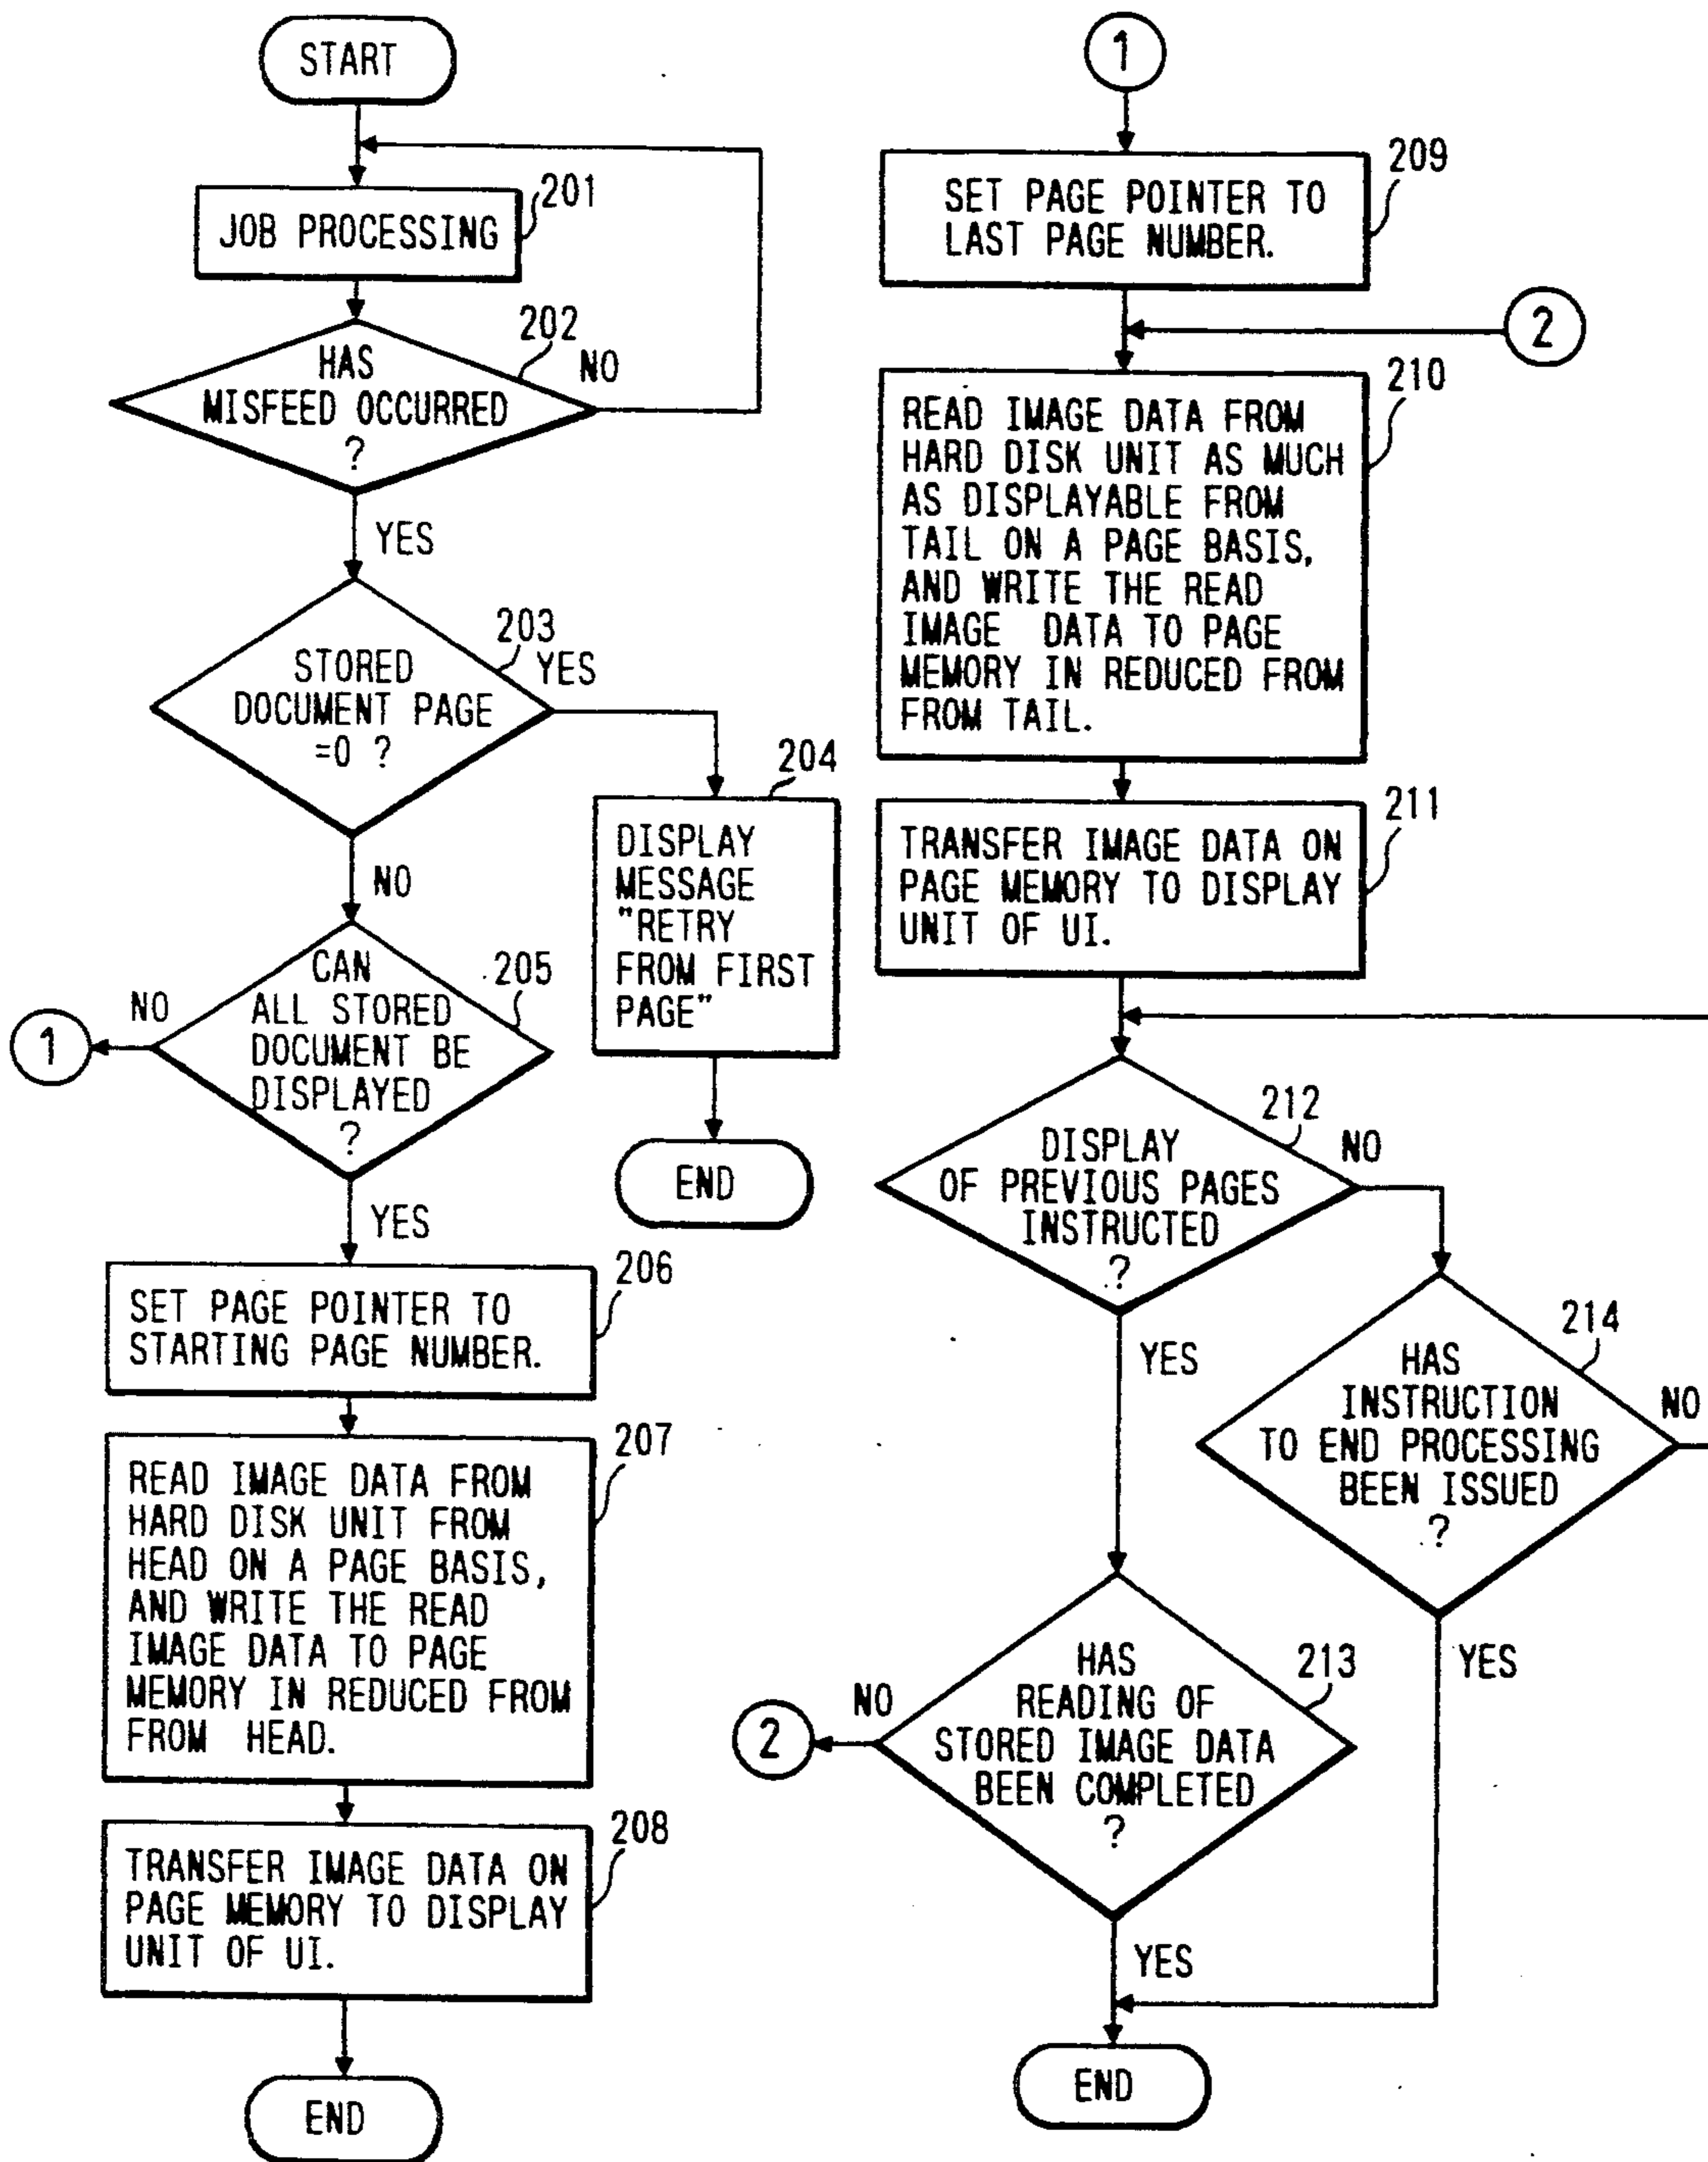 START
JOB PROCESSING
201
HAS
MISFEED OCCURRED
?
202
NO
YES
STORED
DOCUMENT PAGE
=0 ?
203
YES
NO
204
DISPLAY
MESSAGE
"RETRY
FROM FIRST
PAGE"
END
CAN
ALL STORED
DOCUMENT BE
DISPLAYED
?
205
NO
1
YES
206
SET PAGE POINTER TO
STARTING PAGE NUMBER.
207
READ IMAGE DATA FROM
HARD DISK UNIT FROM
HEAD ON A PAGE BASIS,
AND WRITE THE READ
IMAGE DATA TO PAGE
MEMORY IN REDUCED FROM
FROM HEAD.
208
TRANSFER IMAGE DATA ON
PAGE MEMORY TO DISPLAY
UNIT OF UI.
END
1
209
SET PAGE POINTER TO
LAST PAGE NUMBER.
2
210
READ IMAGE DATA FROM
HARD DISK UNIT AS MUCH
AS DISPLAYABLE FROM
TAIL ON A PAGE BASIS,
AND WRITE THE READ
IMAGE DATA TO PAGE
MEMORY IN REDUCED FROM
FROM TAIL.
211
TRANSFER IMAGE DATA ON
PAGE MEMORY TO DISPLAY
UNIT OF UI.
212
DISPLAY
OF PREVIOUS PAGES
INSTRUCTED
?
NO
YES
214
HAS
INSTRUCTION
TO END PROCESSING
BEEN ISSUED
?
NO
YES
213
HAS
READING OF
STORED IMAGE DATA
BEEN COMPLETED
?
NO
2
YES
END